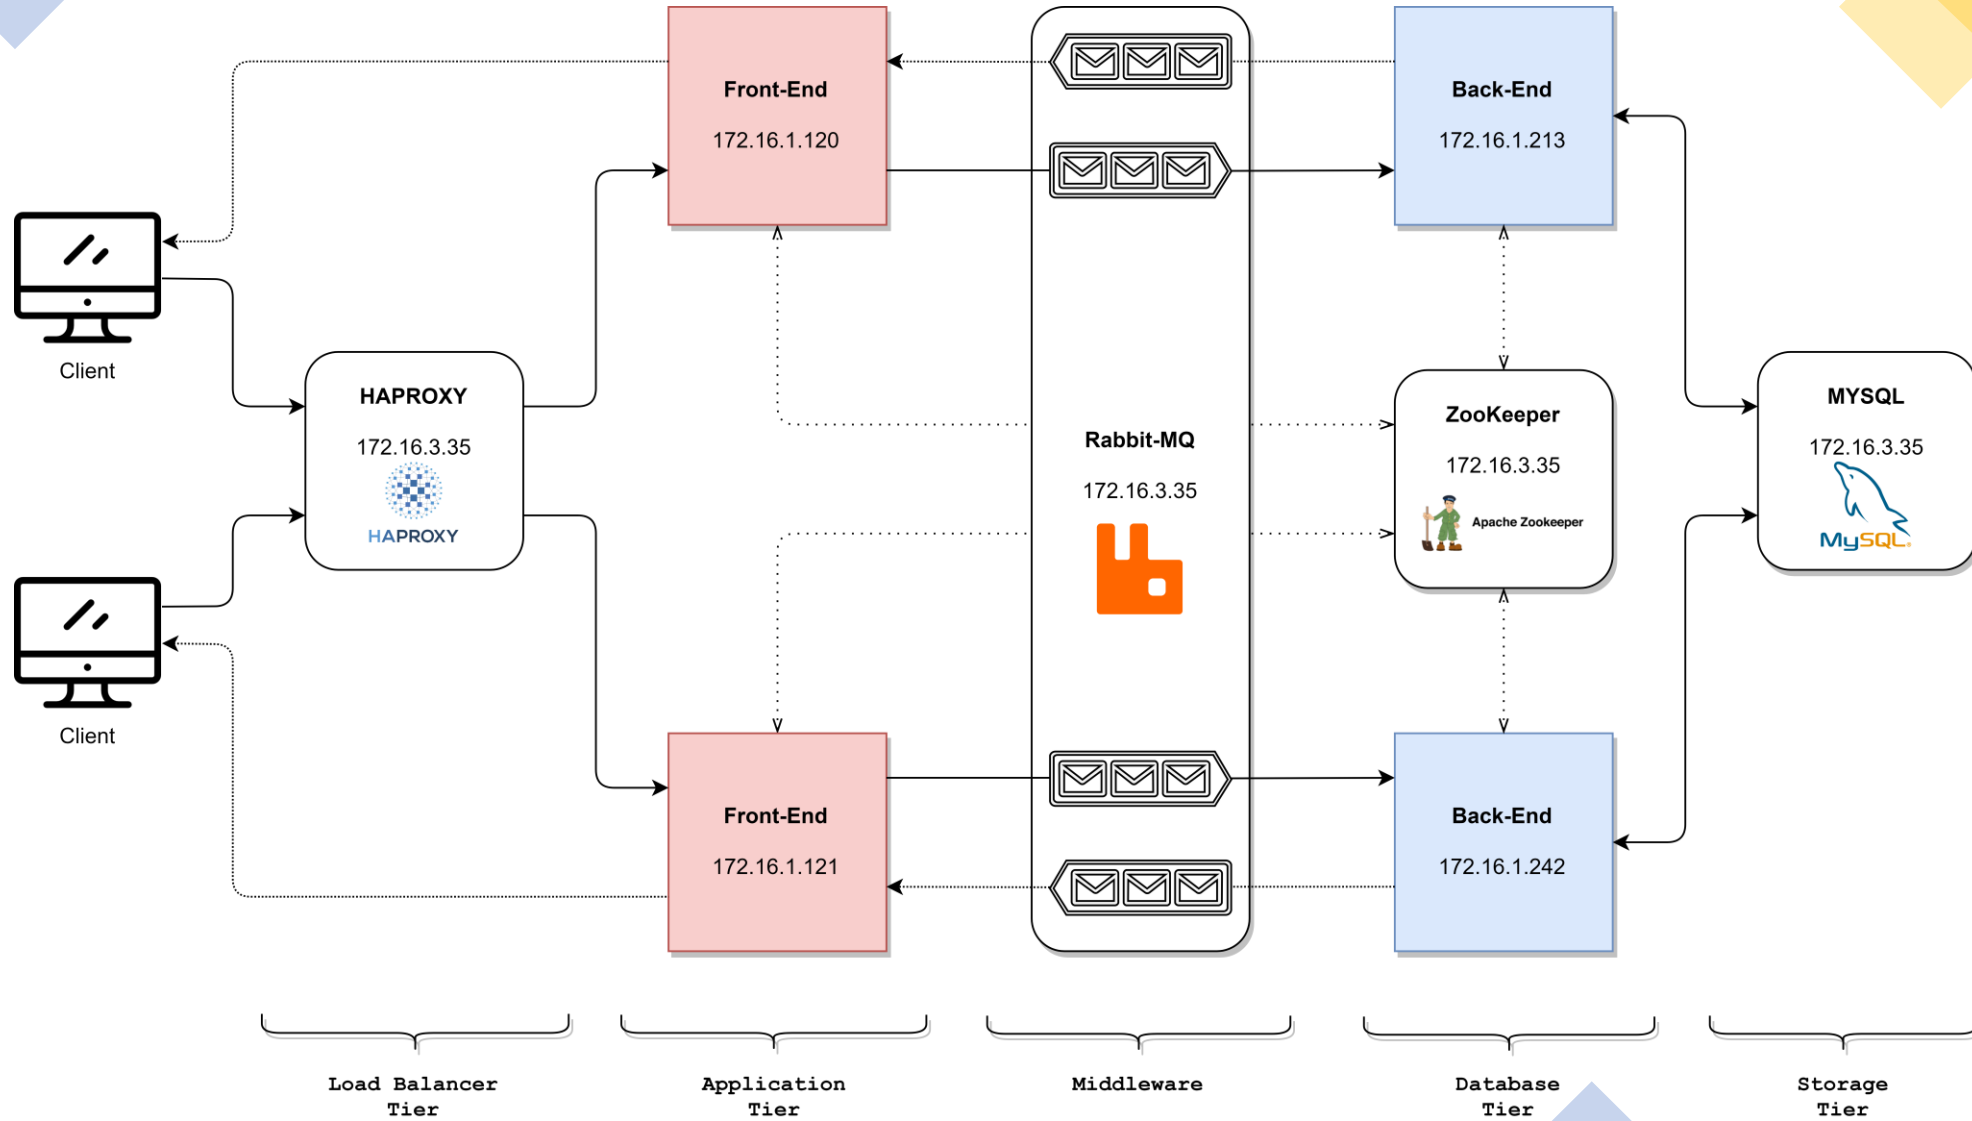 Front-End
172.16.1.120
Back-End
172.16.1.213
Client
HAPROXY
172.16.3.35
HAPROXY
Rabbit-MQ
172.16.3.35
ZooKeeper
172.16.3.35
Apache Zookeeper
MYSQL
172.16.3.35
MySQL
Client
Front-End
172.16.1.121
Back-End
172.16.1.242
Load Balancer
Tier
Application
Tier
Middleware
Database
Tier
Storage
Tier